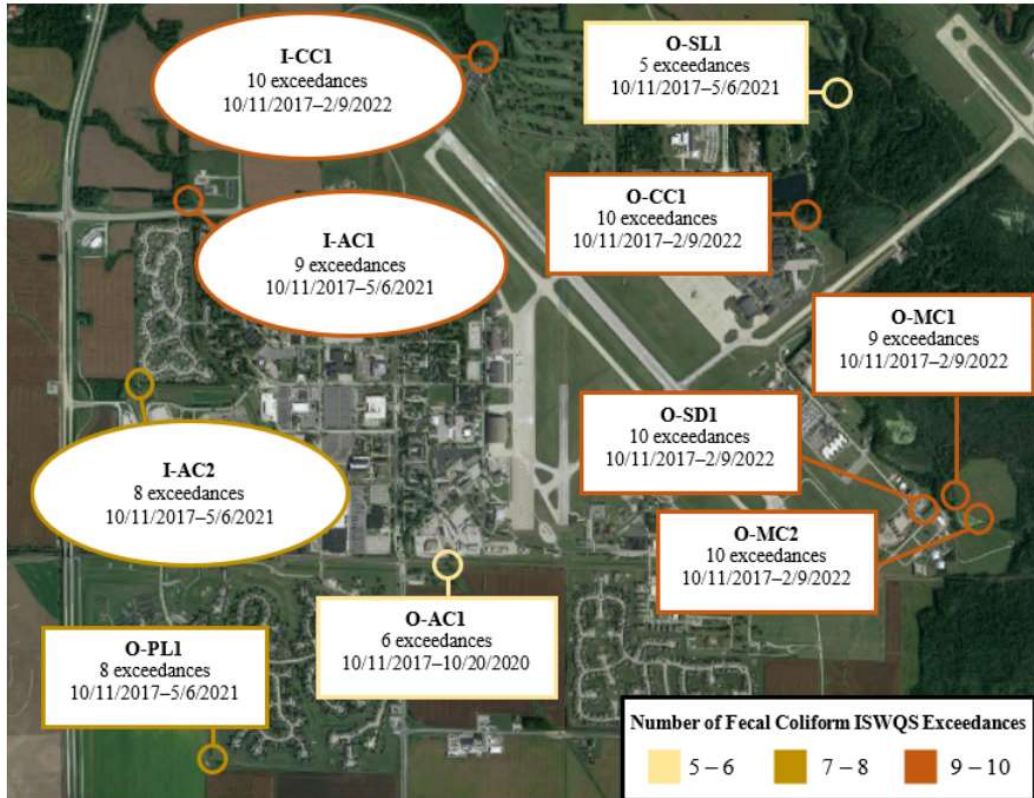 I-CC1
10 exceedances
10/11/2017–2/9/2022
O-SL1
5 exceedances
10/11/2017–5/6/2021
O-CC1
10 exceedances
10/11/2017–2/9/2022
I-AC1
9 exceedances
10/11/2017–5/6/2021
O-MC1
9 exceedances
10/11/2017–2/9/2022
O-SD1
10 exceedances
10/11/2017–2/9/2022
I-AC2
8 exceedances
10/11/2017–5/6/2021
O-MC2
10 exceedances
10/11/2017–2/9/2022
O-AC1
6 exceedances
10/11/2017–10/20/2020
O-PL1
8 exceedances
10/11/2017–5/6/2021
Number of Fecal Coliform ISWQS Exceedances
5 – 6 7 – 8 9 – 10